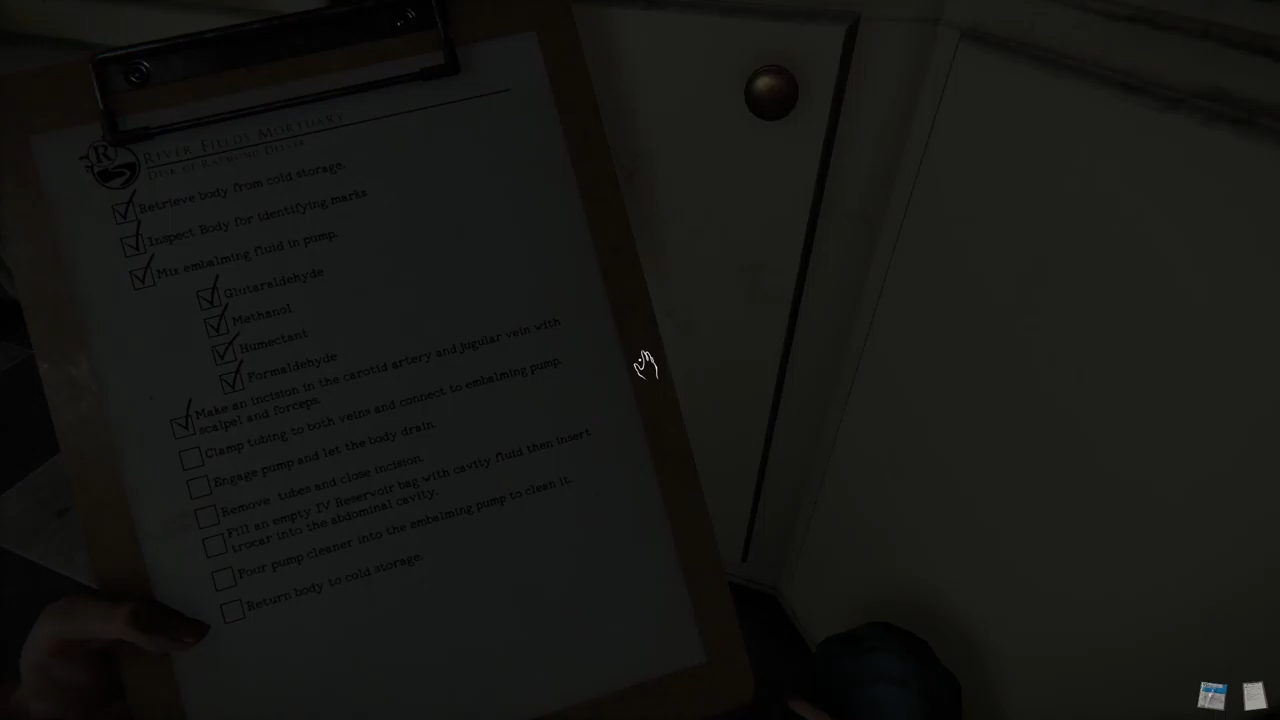 RIVER FIELDS MORTUARY
DESK OF RAYMOND DELVER
Retrieve body from cold storage.
Inspect Body for identifying marks
Mix embalming fluid in pump.
Glutaraldehyde
Methanol
Humectant
Formaldehyde
Make an incision in the carotid artery and jugular vein with
scalpel and forceps.
Clamp tubing to both veins and connect to embalming pump.
Engage pump and let the body drain.
Remove tubes and close incision.
Fill an empty IV Reservoir bag with cavity fluid then insert
trocar into the abdominal cavity.
Pour pump cleaner into the embalming pump to clean it.
Return body to cold storage.